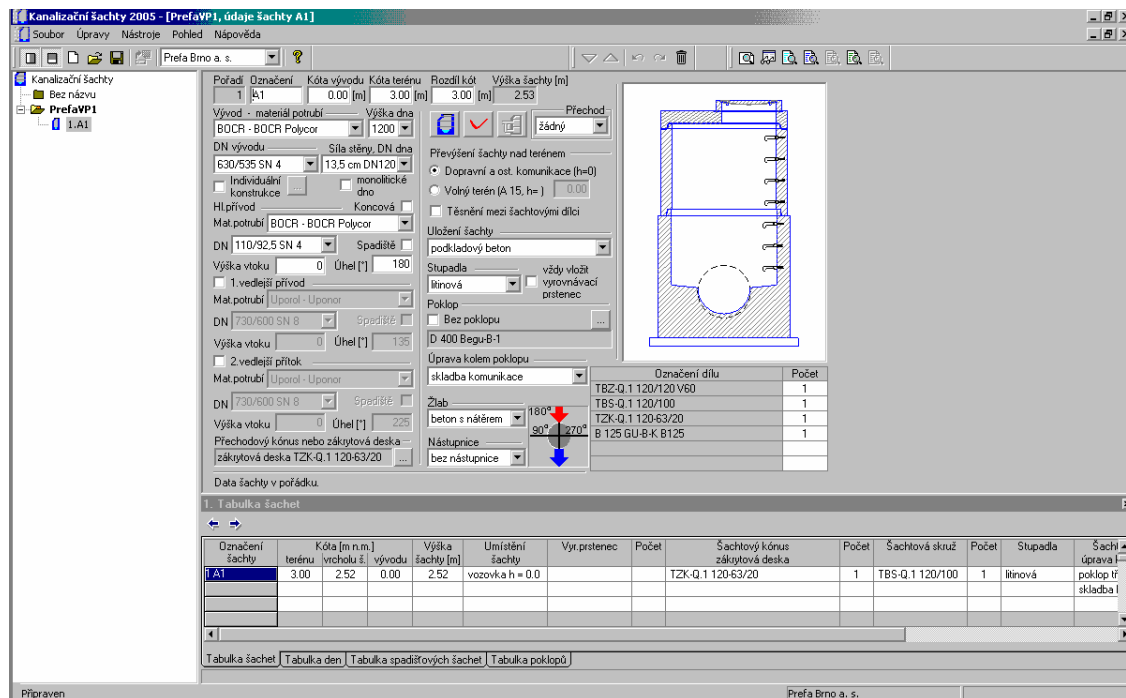 Kanalizační šachty 2005 - [PrefaVP1, údaje šachty A1]
Soubor Úpravy Nástroje Pohled Nápověda
Prefa Brno a. s.
Kanalizační šachty
Bez názvu
PrefaVP1
1.A1
Pořadí Označení Kóta vývodu Kóta terénu Rozdíl kót Výška šachty [m]
1 A1 0.00 [m] 3.00 [m] 3.00 [m] 2.53
Vývod - materiál potrubí Výška dna
BOCR - BOCR Polycor 1200
DN vývodu Síla stěny, DN dna
630/535 SN 4 13,5 cm DN120
Individuální konstrukce ... monolitické dno
Hl.přívod Koncová
Mat.potrubí BOCR - BOCR Polycor
DN 110/92,5 SN 4 Spadiště
Výška vtoku 0 Úhel [°] 180
1.vedlejší přívod
Mat.potrubí Uporol - Uponor
DN 730/600 SN 8 Spadiště
Výška vtoku 0 Úhel [°] 135
2.vedlejší přítok
Mat.potrubí Uporol - Uponor
DN 730/600 SN 8 Spadiště
Výška vtoku 0 Úhel [°] 225
Přechodový kónus nebo zákrytová deska
zákrytová deska TZK-Q.1 120-63/20 ...
Data šachty v pořádku.
Přechod
žádný
Převýšení šachty nad terénem
Dopravní a ost. komunikace (h=0)
Volný terén (A 15, h= ) 0.00
Těsnění mezi šachtovými dílci
Uložení šachty
podkladový beton
Stupadla
litinová
vždy vložit
vyrovnávací
prstenec
Poklop
Bez poklopu ...
D 400 Begu-B-1
Úprava kolem poklopu
skladba komunikace
Žlab
beton s nátěrem
Nástupnice
bez nástupnice
180°
90° 270°
Označení dílu Počet
TBZ-Q.1 120/120 V60 1
TBS-Q.1 120/100 1
TZK-Q.1 120-63/20 1
B 125 GU-B-K B125 1
1. Tabulka šachet
Označení šachty Kóta [m n.m.] terénu vrcholu š. vývodu Výška šachty [m] Umístění šachty Vyr.prstenec Počet Šachtový kónus zákrytová deska Počet Šachtová skruž Počet Stupadla
1 A1 3.00 2.52 0.00 2.52 vozovka h = 0.0 TZK-Q.1 120-63/20 1 TBS-Q.1 120/100 1 litinová poklop
skladba
Tabulka šachet Tabulka den Tabulka spadišťových šachet Tabulka poklopů
Připraven Prefa Brno a. s.